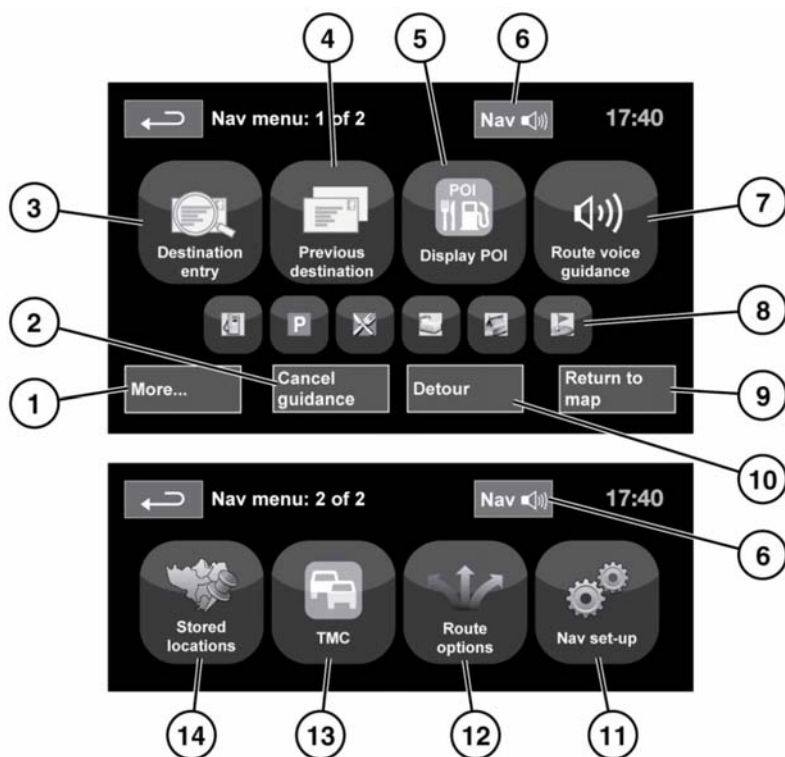 4
5
6
Nav menu: 1 of 2
Nav
17:40
3
Destination
entry
Previous
destination
POI
Display POI
Route voice
guidance
7
2
P
8
1
More...
Cancel
guidance
Detour
Return to
map
9
10
Nav menu: 2 of 2
Nav
17:40
6
Stored
locations
TMC
Route
options
Nav set-up
14
13
12
11